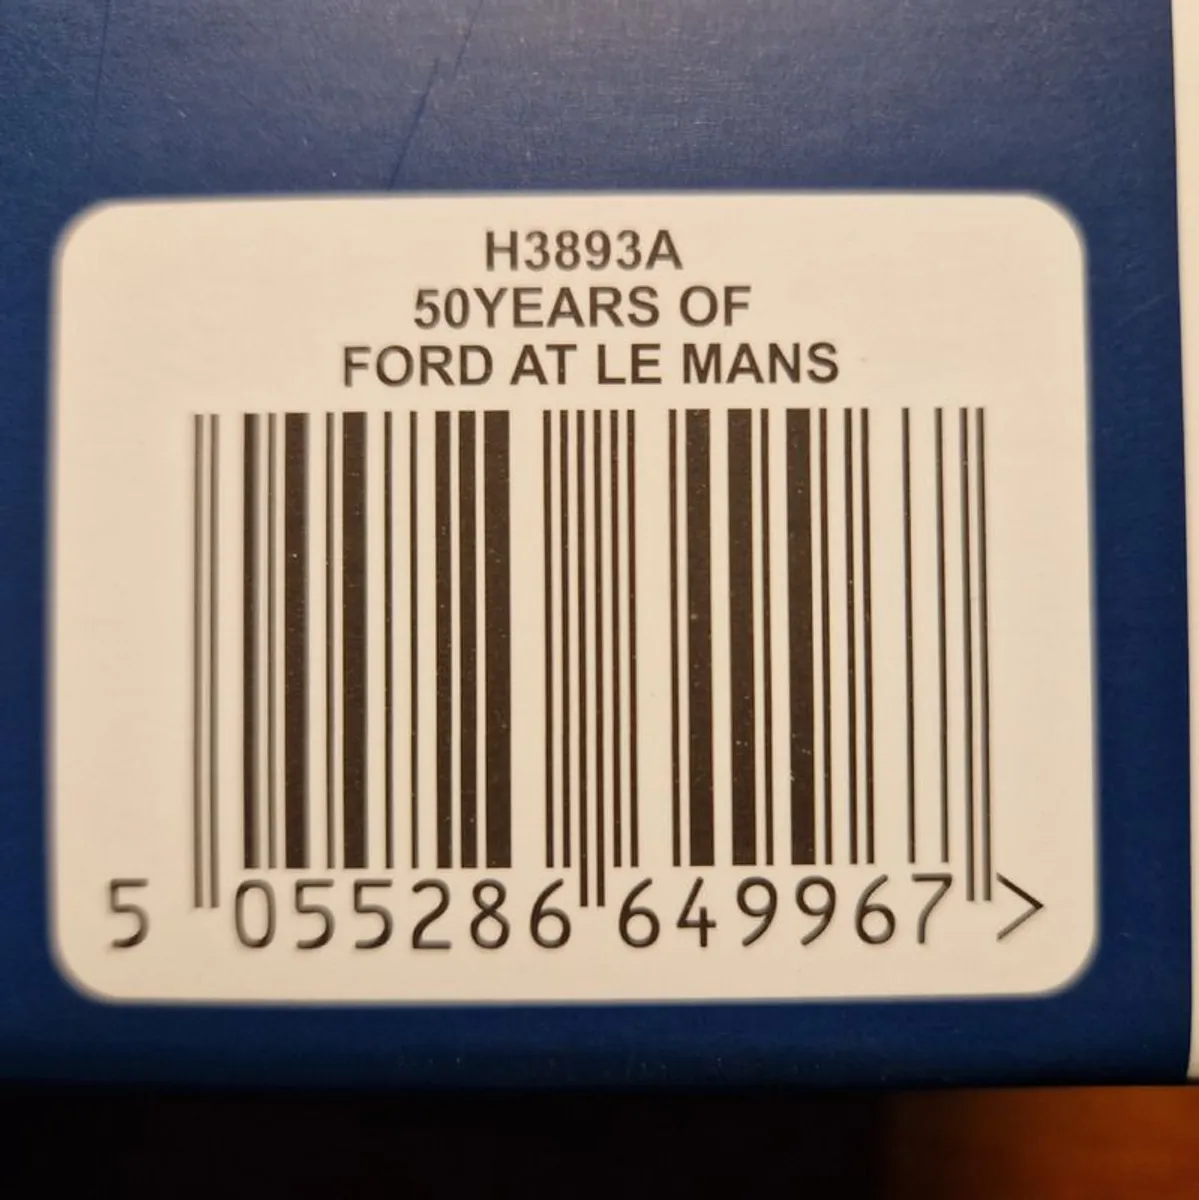 H3893A
50YEARS OF
FORD AT LE MANS
5 055286 649967 >